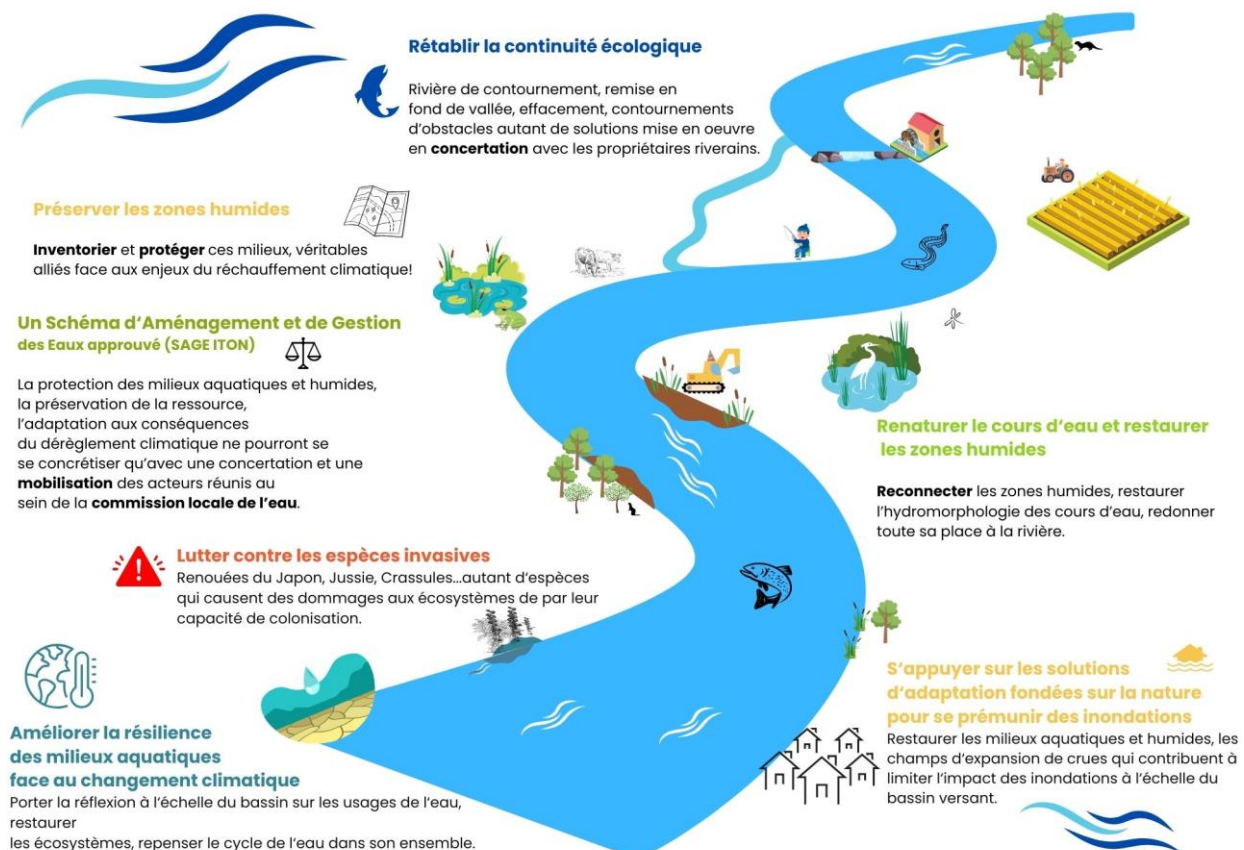 Rétablir la continuité écologique
Rivière de contournement, remise en
fond de vallée, effacement, contournements
d'obstacles autant de solutions mise en oeuvre
en concertation avec les propriétaires riverains.
Préserver les zones humides
Inventorier et protéger ces milieux, véritables
alliés face aux enjeux du réchauffement climatique!
Un Schéma d'Aménagement et de Gestion
des Eaux approuvé (SAGE ITON)
La protection des milieux aquatiques et humides,
la préservation de la ressource,
l'adaptation aux conséquences
du dérèglement climatique ne pourront se
se concrétiser qu'avec une concertation et une
mobilisation des acteurs réunis au
sein de la commission locale de l'eau.
Renaturer le cours d'eau et restaurer
les zones humides
Reconnecter les zones humides, restaurer
l'hydromorphologie des cours d'eau, redonner
toute sa place à la rivière.
Lutter contre les espèces invasives
Renouées du Japon, Jussie, Crassules...autant d'espèces
qui causent des dommages aux écosystèmes de par leur
capacité de colonisation.
S'appuyer sur les solutions
d'adaptation fondées sur la nature
pour se prémunir des inondations
Restaurer les milieux aquatiques et humides, les
champs d'expansion de crues qui contribuent à
limiter l'impact des inondations à l'échelle du
bassin versant.
Améliorer la résilience
des milieux aquatiques
face au changement climatique
Porter la réflexion à l'échelle du bassin sur les usages de l'eau,
restaurer
les écosystèmes, repenser le cycle de l'eau dans son ensemble.